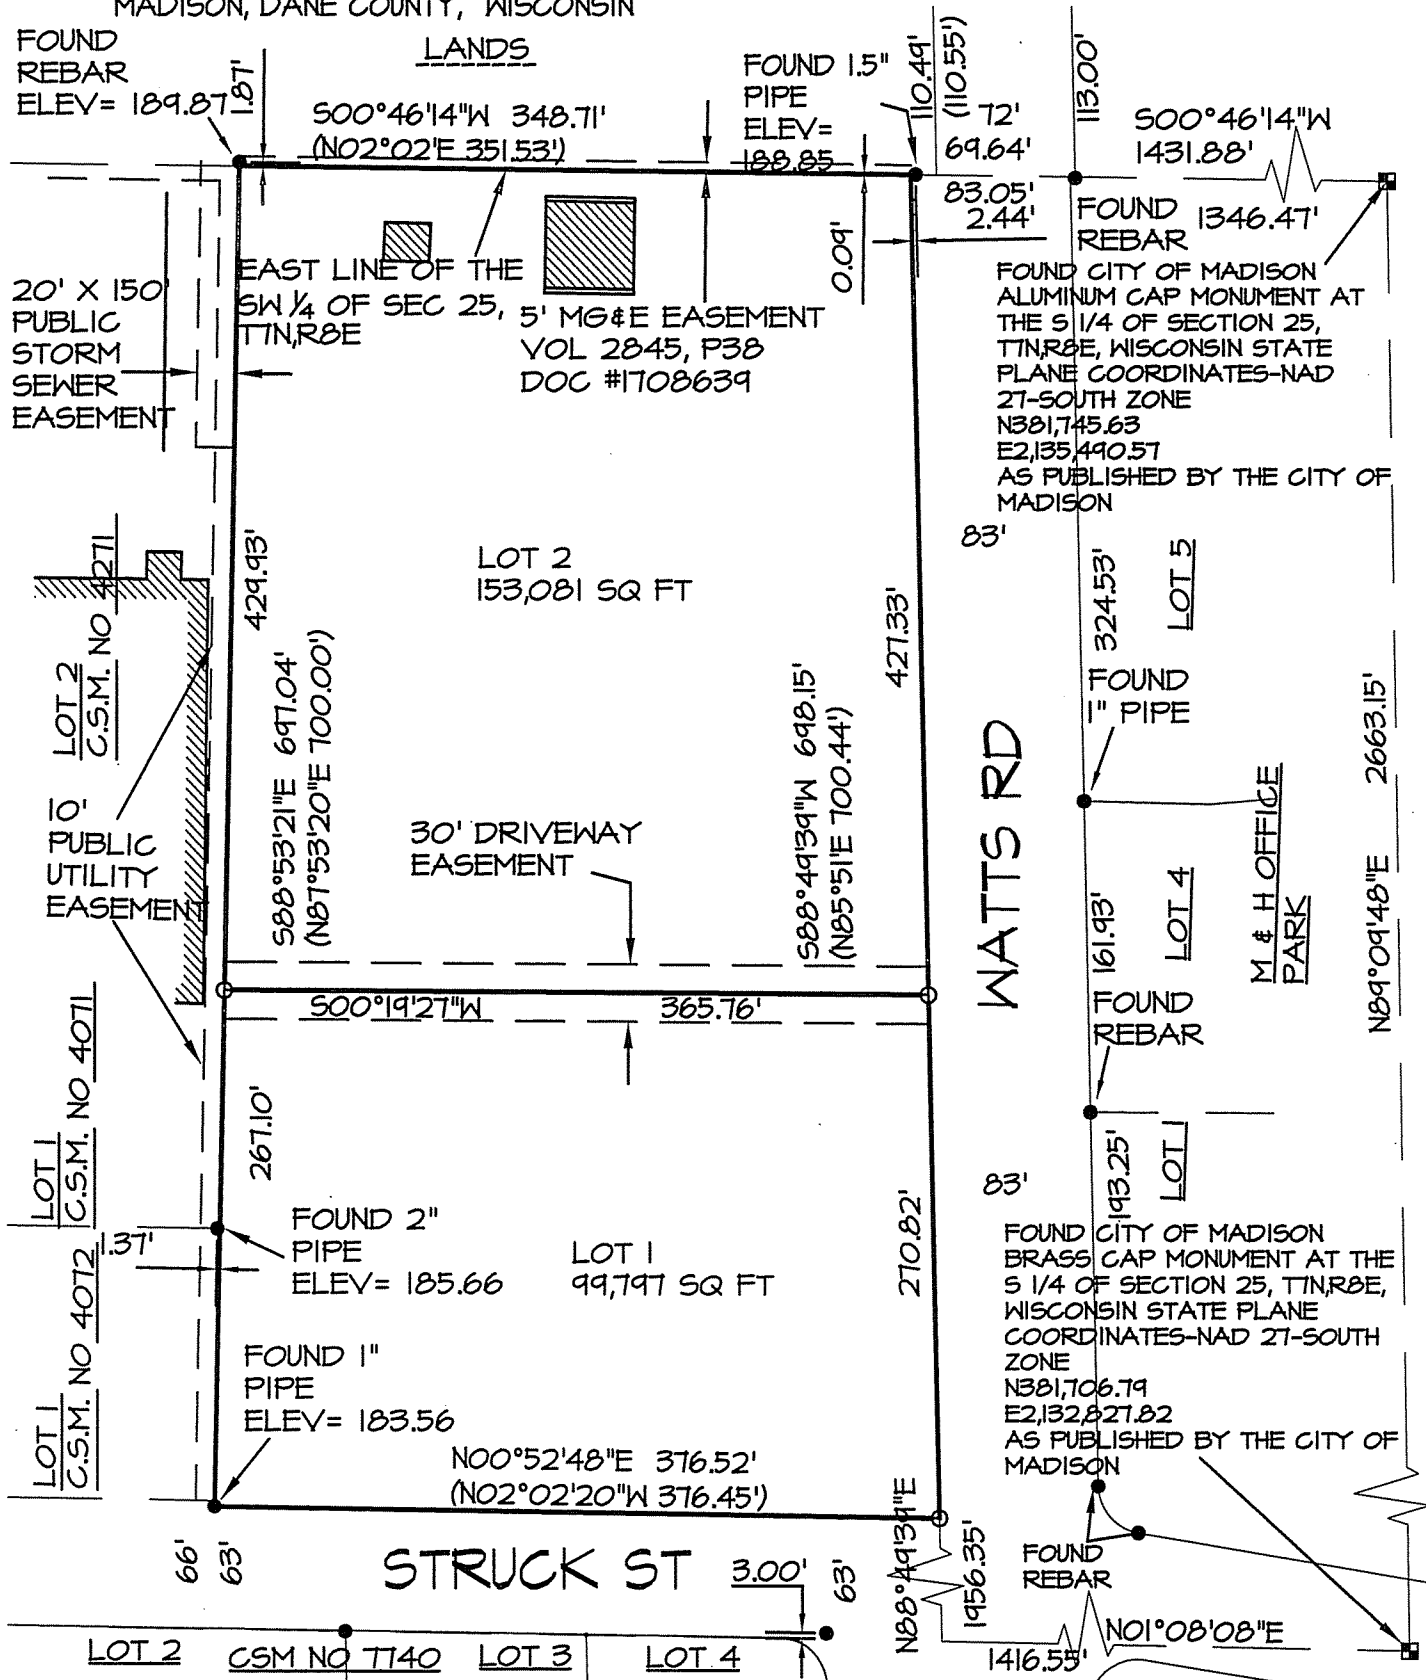 MADISON, DANE COUNTY, WISCONSIN
FOUND
REBAR
ELEV= 189.87
1.87'
LANDS
S00°46'14"W 348.71'
(N02°02'E 351.53')
FOUND 1.5"
PIPE
ELEV=
188.85
110.49'
(110.55')
72'
69.64'
113.00'
S00°46'14"W
1431.88'
83.05'
2.44'
0.09'
FOUND
REBAR
1346.47'
20' X 150'
PUBLIC
STORM
SEWER
EASEMENT
EAST LINE OF THE
SW 1/4 OF SEC 25,
T7N,R8E
5' MG&E EASEMENT
VOL 2845, P38
DOC #1708639
FOUND CITY OF MADISON
ALUMINUM CAP MONUMENT AT
THE S 1/4 OF SECTION 25,
T7N,R8E, WISCONSIN STATE
PLANE COORDINATES-NAD
27-SOUTH ZONE
N381,745.63
E2,135,490.57
AS PUBLISHED BY THE CITY OF
MADISON
LOT 2
C.S.M. NO 4271
429.93'
LOT 2
153,081 SQ FT
427.33'
83'
324.53'
LOT 5
S88°53'21"E 697.04'
(N87°53'20"E 700.00')
S88°49'39"W 698.15'
(N85°51'E 700.44')
WATTS RD
FOUND
1" PIPE
2663.15'
N89°09'48"E
10'
PUBLIC
UTILITY
EASEMENT
30' DRIVEWAY
EASEMENT
161.93'
LOT 4
M & H OFFICE
PARK
S00°19'27"W 365.76'
FOUND
REBAR
LOT 1
C.S.M. NO 4071
267.10'
193.25'
LOT 1
83'
1.37'
FOUND 2"
PIPE
ELEV= 185.66
LOT 1
99,797 SQ FT
270.82'
FOUND CITY OF MADISON
BRASS CAP MONUMENT AT THE
S 1/4 OF SECTION 25, T7N,R8E,
WISCONSIN STATE PLANE
COORDINATES-NAD 27-SOUTH
ZONE
N381,706.79
E2,132,827.82
AS PUBLISHED BY THE CITY OF
MADISON
LOT 1
C.S.M. NO 4072
FOUND 1"
PIPE
ELEV= 183.56
N00°52'48"E 376.52'
(N02°02'20"W 376.45')
66'
63'
STRUCK ST
3.00'
63'
N88°49'39"E
1956.35'
FOUND
REBAR
N01°08'08"E
1416.55'
LOT 2
CSM NO 7740
LOT 3
LOT 4